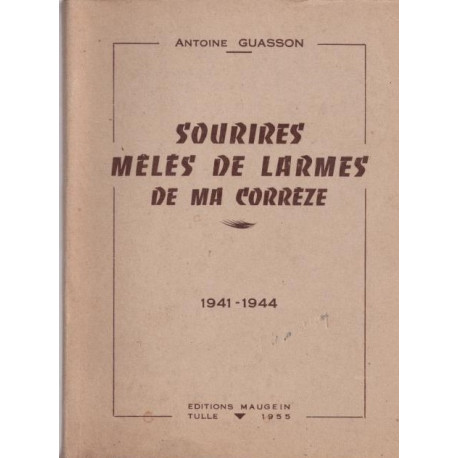 ANTOINE GUASSON
SOURIRES
MÊLÉS DE LARMES
DE MA CORRÈZE
1941-1944
EDITIONS MAUGEIN
TULLE ▼ 1955